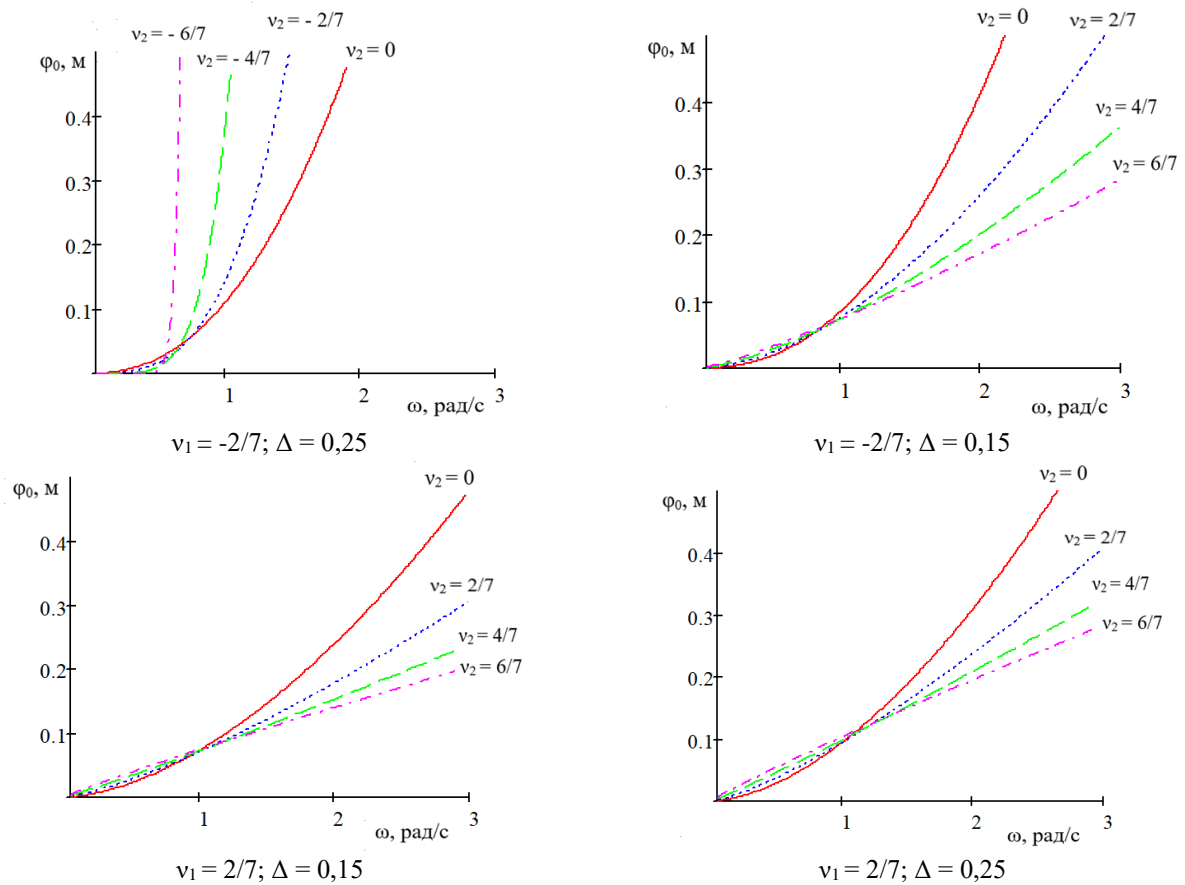 ν₂ = - 6/7
ν₂ = - 2/7
ν₂ = 0
ν₂ = - 4/7
φ₀, м
0.4
0.3
0.2
0.1
1
2
3
ω, рад/с
ν₁ = -2/7; Δ = 0,25
ν₂ = 0
ν₂ = 2/7
φ₀, м
ν₂ = 4/7
ν₂ = 6/7
0.4
0.3
0.2
0.1
1
2
3
ω, рад/с
ν₁ = -2/7; Δ = 0,15
ν₂ = 0
φ₀, м
ν₂ = 2/7
ν₂ = 4/7
ν₂ = 6/7
0.4
0.3
0.2
0.1
1
2
3
ω, рад/с
ν₁ = 2/7; Δ = 0,15
ν₂ = 0
φ₀, м
ν₂ = 2/7
ν₂ = 4/7
ν₂ = 6/7
0.4
0.3
0.2
0.1
1
2
3
ω, рад/с
ν₁ = 2/7; Δ = 0,25